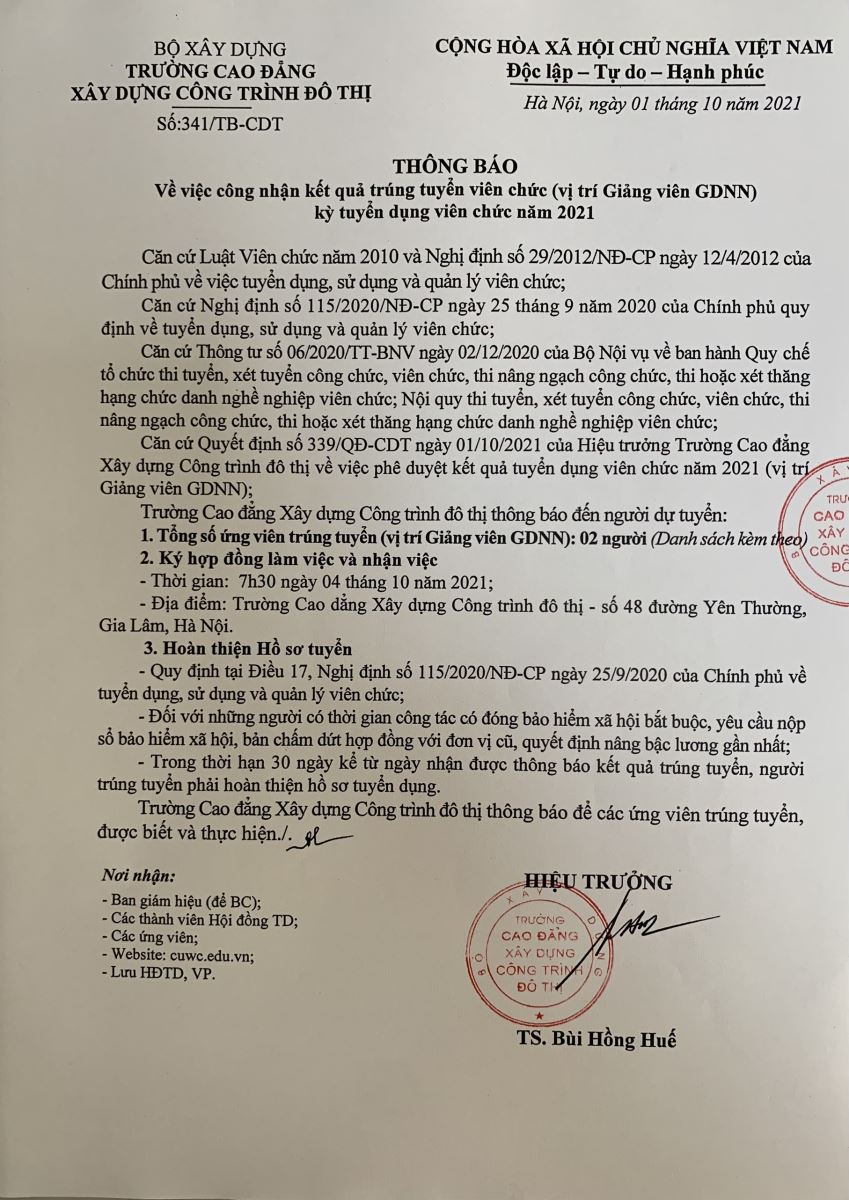 BỘ XÂY DỰNG
TRƯỜNG CAO ĐẲNG
XÂY DỰNG CÔNG TRÌNH ĐÔ THỊ
Số:341/TB-CDT
CỘNG HÒA XÃ HỘI CHỦ NGHĨA VIỆT NAM
Độc lập – Tự do – Hạnh phúc
Hà Nội, ngày 01 tháng 10 năm 2021
THÔNG BÁO
Về việc công nhận kết quả trúng tuyển viên chức (vị trí Giảng viên GDNN)
kỳ tuyển dụng viên chức năm 2021
Căn cứ Luật Viên chức năm 2010 và Nghị định số 29/2012/NĐ-CP ngày 12/4/2012 của
Chính phủ về việc tuyển dụng, sử dụng và quản lý viên chức;
Căn cứ Nghị định số 115/2020/NĐ-CP ngày 25 tháng 9 năm 2020 của Chính phủ quy
định về tuyển dụng, sử dụng và quản lý viên chức;
Căn cứ Thông tư số 06/2020/TT-BNV ngày 02/12/2020 của Bộ Nội vụ về ban hành Quy chế
tổ chức thi tuyển, xét tuyển công chức, viên chức, thi nâng ngạch công chức, thi hoặc xét thăng
hạng chức danh nghề nghiệp viên chức; Nội quy thi tuyển, xét tuyển công chức, viên chức, thi
nâng ngạch công chức, thi hoặc xét thăng hạng chức danh nghề nghiệp viên chức;
Căn cứ Quyết định số 339/QĐ-CDT ngày 01/10/2021 của Hiệu trưởng Trường Cao đẳng
Xây dựng Công trình đô thị về việc phê duyệt kết quả tuyển dụng viên chức năm 2021 (vị trí
Giảng viên GDNN);
Trường Cao đẳng Xây dựng Công trình đô thị thông báo đến người dự tuyển:
1. Tổng số ứng viên trúng tuyển (vị trí Giảng viên GDNN): 02 người (Danh sách kèm theo)
2. Ký hợp đồng làm việc và nhận việc
- Thời gian: 7h30 ngày 04 tháng 10 năm 2021;
- Địa điểm: Trường Cao đẳng Xây dựng Công trình đô thị - số 48 đường Yên Thường,
Gia Lâm, Hà Nội.
3. Hoàn thiện Hồ sơ tuyển
- Quy định tại Điều 17, Nghị định số 115/2020/NĐ-CP ngày 25/9/2020 của Chính phủ về
tuyển dụng, sử dụng và quản lý viên chức;
- Đối với những người có thời gian công tác có đóng bảo hiểm xã hội bắt buộc, yêu cầu nộp
sổ bảo hiểm xã hội, bản chấm dứt hợp đồng với đơn vị cũ, quyết định nâng bậc lương gần nhất;
- Trong thời hạn 30 ngày kể từ ngày nhận được thông báo kết quả trúng tuyển, người
trúng tuyển phải hoàn thiện hồ sơ tuyển dụng.
Trường Cao đẳng Xây dựng Công trình đô thị thông báo để các ứng viên trúng tuyển,
được biết và thực hiện./.
Nơi nhận:
- Ban giám hiệu (để BC);
- Các thành viên Hội đồng TD;
- Các ứng viên;
- Website: cuwc.edu.vn;
- Lưu HĐTD, VP.
HIỆU TRƯỞNG
BỘ XÂY DỰNG
TRƯỜNG
CAO ĐẲNG
XÂY DỰNG
CÔNG TRÌNH
ĐÔ THỊ
TS. Bùi Hồng Huế